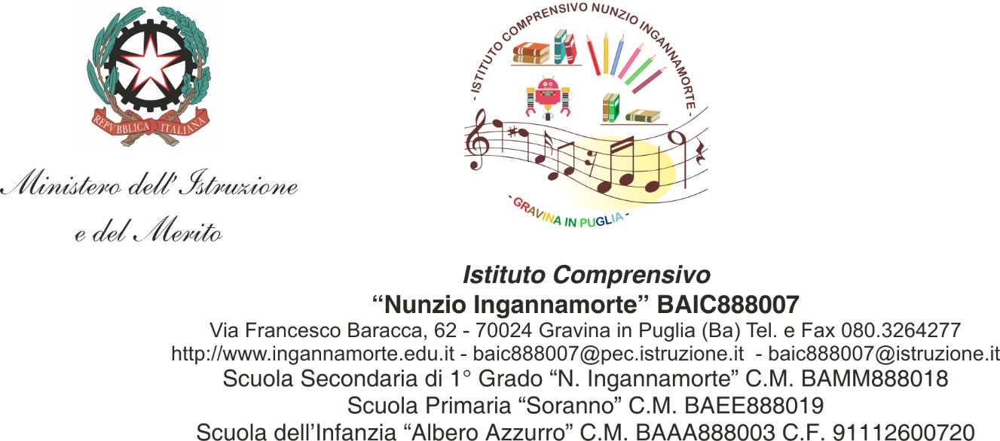 REPVBBLICA ITALIANA
Ministero dell'Istruzione
e del Merito
- ISTITUTO COMPRENSIVO NUNZIO INGANNAMORTE -
- GRAVINA IN PUGLIA -
Istituto Comprensivo
“Nunzio Ingannamorte” BAIC888007
Via Francesco Baracca, 62 - 70024 Gravina in Puglia (Ba) Tel. e Fax 080.3264277
http://www.ingannamorte.edu.it - baic888007@pec.istruzione.it - baic888007@istruzione.it
Scuola Secondaria di 1° Grado “N. Ingannamorte” C.M. BAMM888018
Scuola Primaria “Soranno” C.M. BAEE888019
Scuola dell’Infanzia “Albero Azzurro” C.M. BAAA888003 C.F. 91112600720